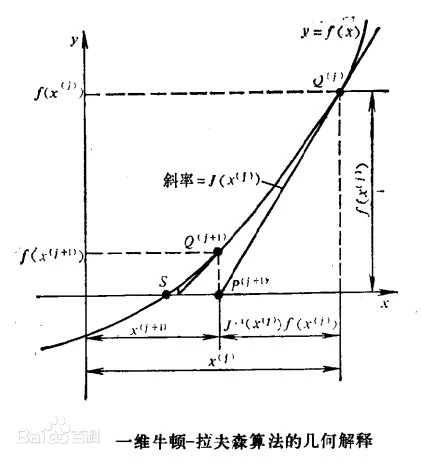 y
y=f(x)
Q⁽ʲ⁾
f(x⁽ʲ⁾)
斜率=J(x⁽ʲ⁾)
f(x⁽ʲ⁾)
Q⁽ʲ⁺¹⁾
f(x⁽ʲ⁺¹⁾)
S
P⁽ʲ⁺¹⁾
x
x⁽ʲ⁺¹⁾
J⁻¹(x⁽ʲ⁾)f(x⁽ʲ⁾)
x⁽ʲ⁾
Bai百科
一维牛顿-拉夫森算法的几何解释